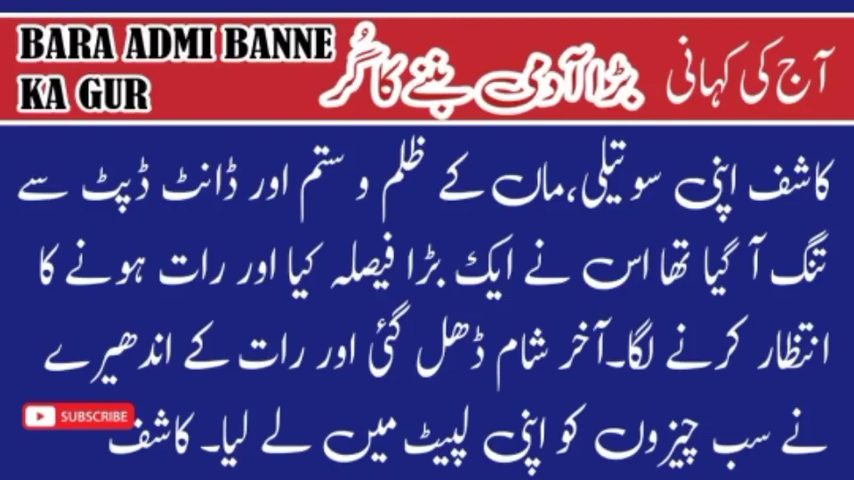 BARA ADMI BANNE
KA GUR
آج کی کہانی بڑا آدمی بننے کا گُر
کاشف اپنی سوتیلی،ماں کے ظلم و ستم اور ڈانٹ ڈپٹ سے
تنگ آ گیا تھا اس نے ایک بڑا فیصلہ کیا اور رات ہونے کا
انتظار کرنے لگا۔آخر شام ڈھل گئی اور رات کے اندھیرے
نے سب چیزوں کو اپنی لپیٹ میں لے لیا۔ کاشف
SUBSCRIBE